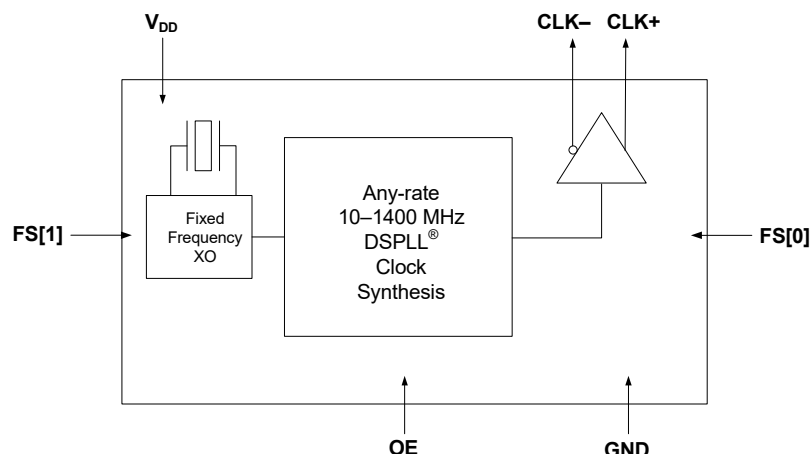 V_DD
CLK– CLK+
Any-rate
10–1400 MHz
DSPLL®
Clock
Synthesis
Fixed
Frequency
XO
FS[1]
FS[0]
OE
GND